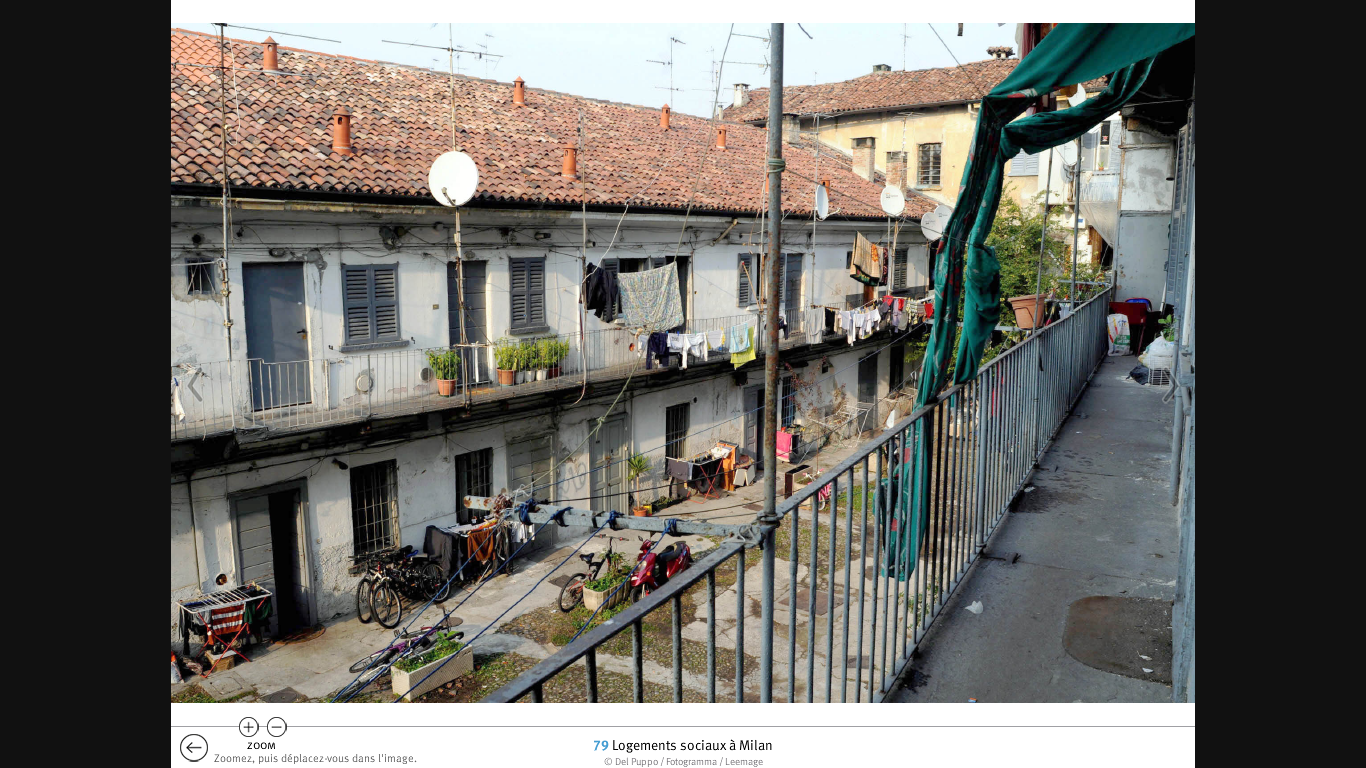 ZOOM
Zoomez, puis déplacez-vous dans l'image.
79 Logements sociaux à Milan
© Del Puppo / Fotogramma / Leemage